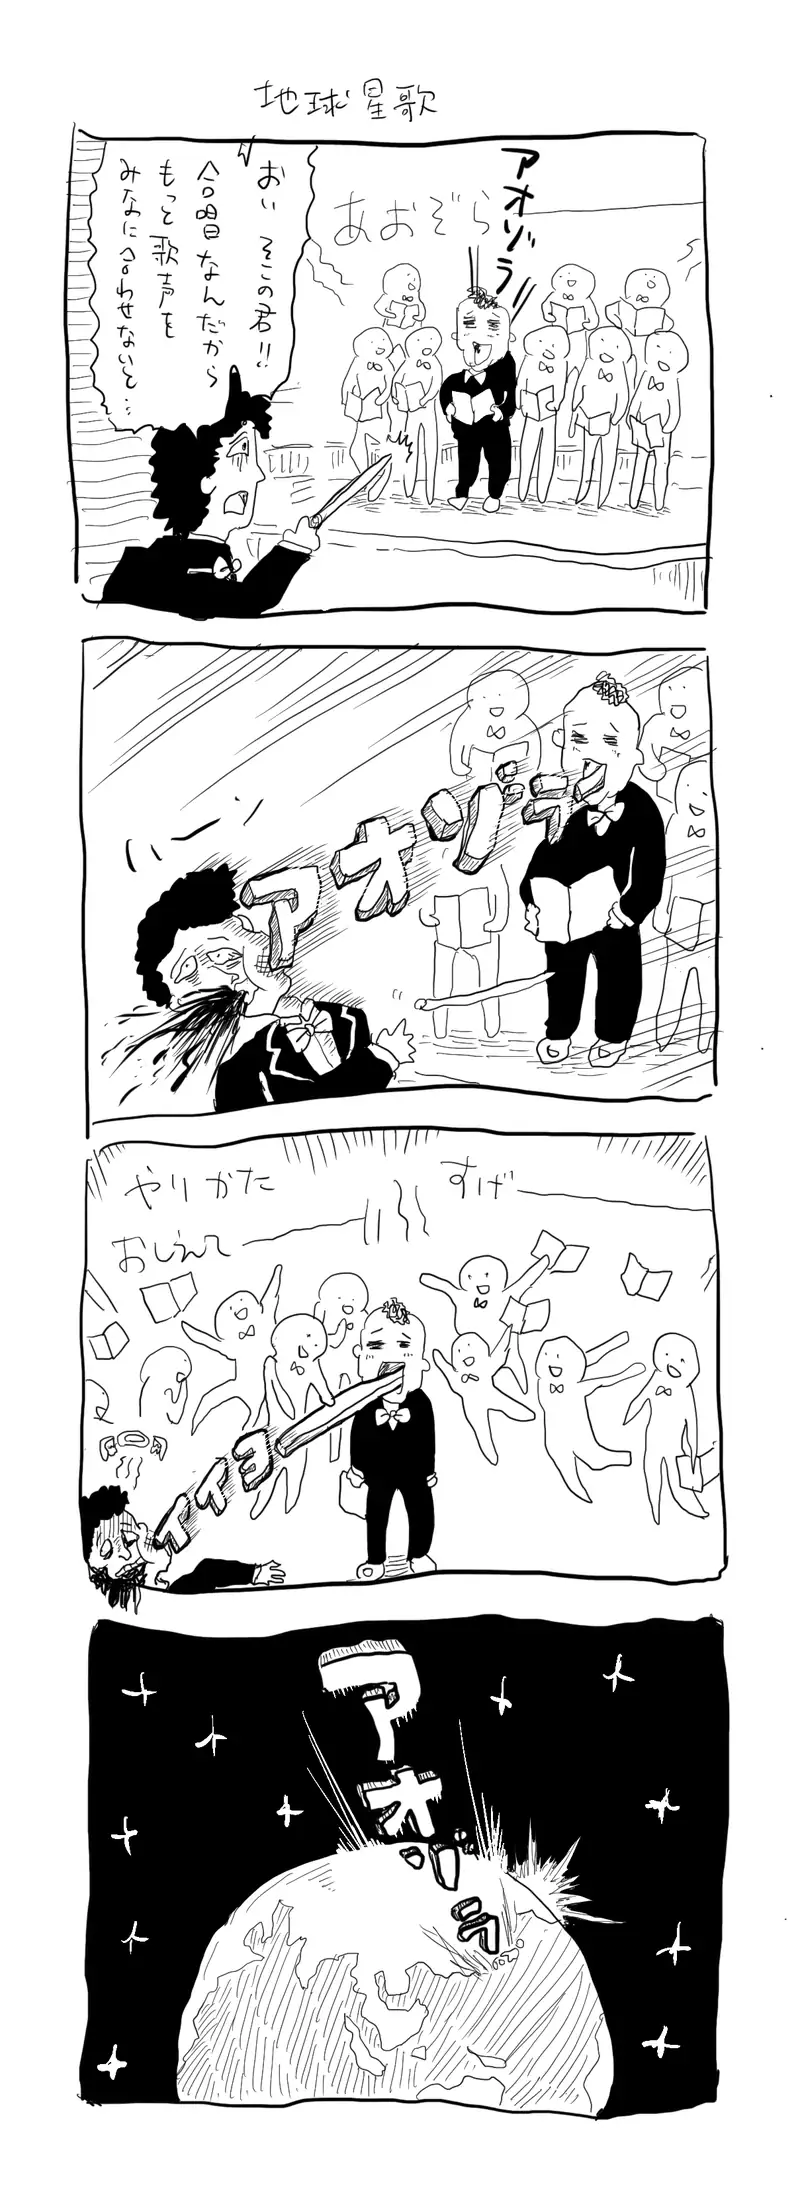 地球星歌
アオゾラ
あおぞら
おい そこの君!!
合唱なんだから
もっと歌声を
みなに合わせないと…
アオゾラ
すげー
やりかた
おしえてー
イイヨー
アオゾラ